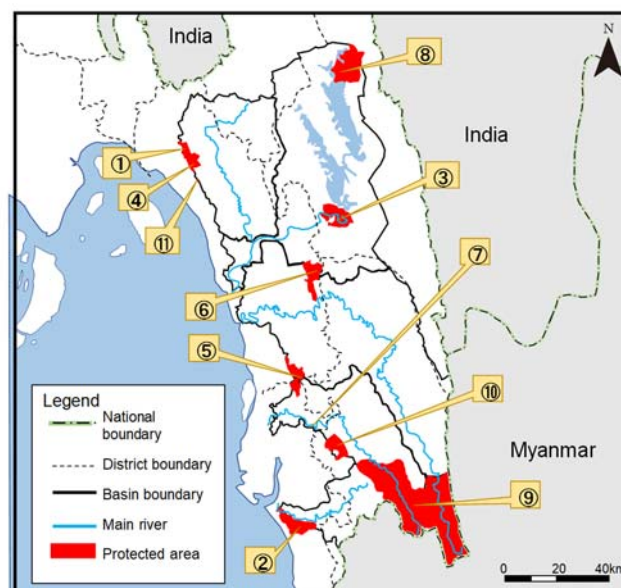 India
N
⑧
India
①
③
④
⑪
⑦
⑥
⑤
Legend
National
boundary
District boundary
Basin boundary
Main river
Protected area
⑩
Myanmar
⑨
②
0 20 40km